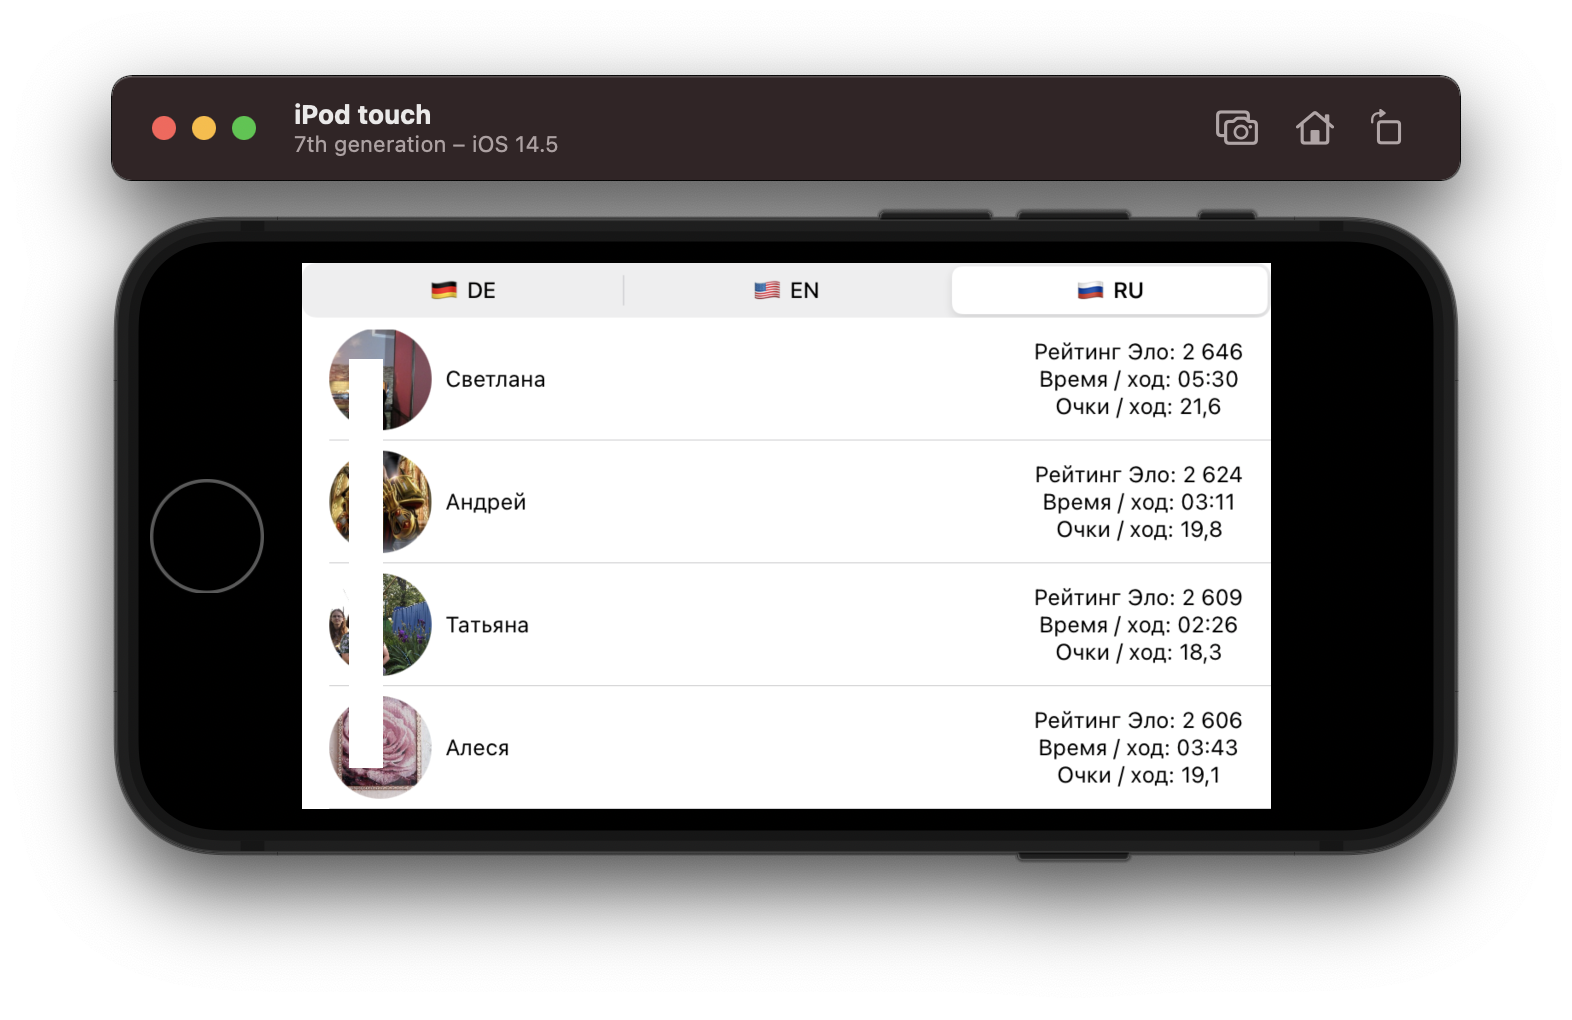 iPod touch
7th generation – iOS 14.5
🇩🇪 DE
🇺🇸 EN
🇷🇺 RU
Светлана
Рейтинг Эло: 2 646
Время / ход: 05:30
Очки / ход: 21,6
Андрей
Рейтинг Эло: 2 624
Время / ход: 03:11
Очки / ход: 19,8
Татьяна
Рейтинг Эло: 2 609
Время / ход: 02:26
Очки / ход: 18,3
Алеся
Рейтинг Эло: 2 606
Время / ход: 03:43
Очки / ход: 19,1